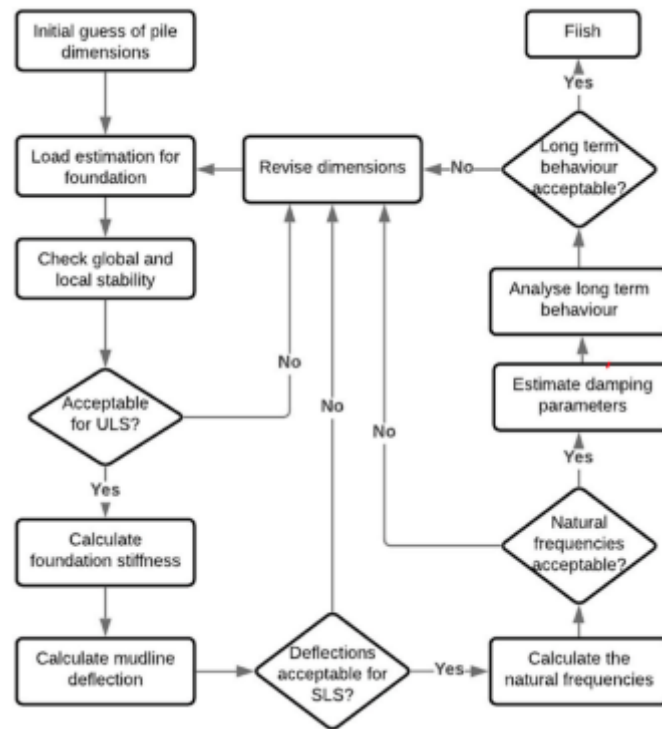 Initial guess of pile
dimensions
Load estimation for
foundation
Check global and
local stability
Acceptable
for ULS?
No
Yes
Calculate
foundation stiffness
Calculate mudline
deflection
Revise dimensions
No
Deflections
acceptable for
SLS?
Yes
Calculate the
natural frequencies
Natural
frequencies
acceptable?
No
Yes
Estimate damping
parameters
Analyse long term
behaviour
Long term
behaviour
acceptable?
No
Yes
Fiish